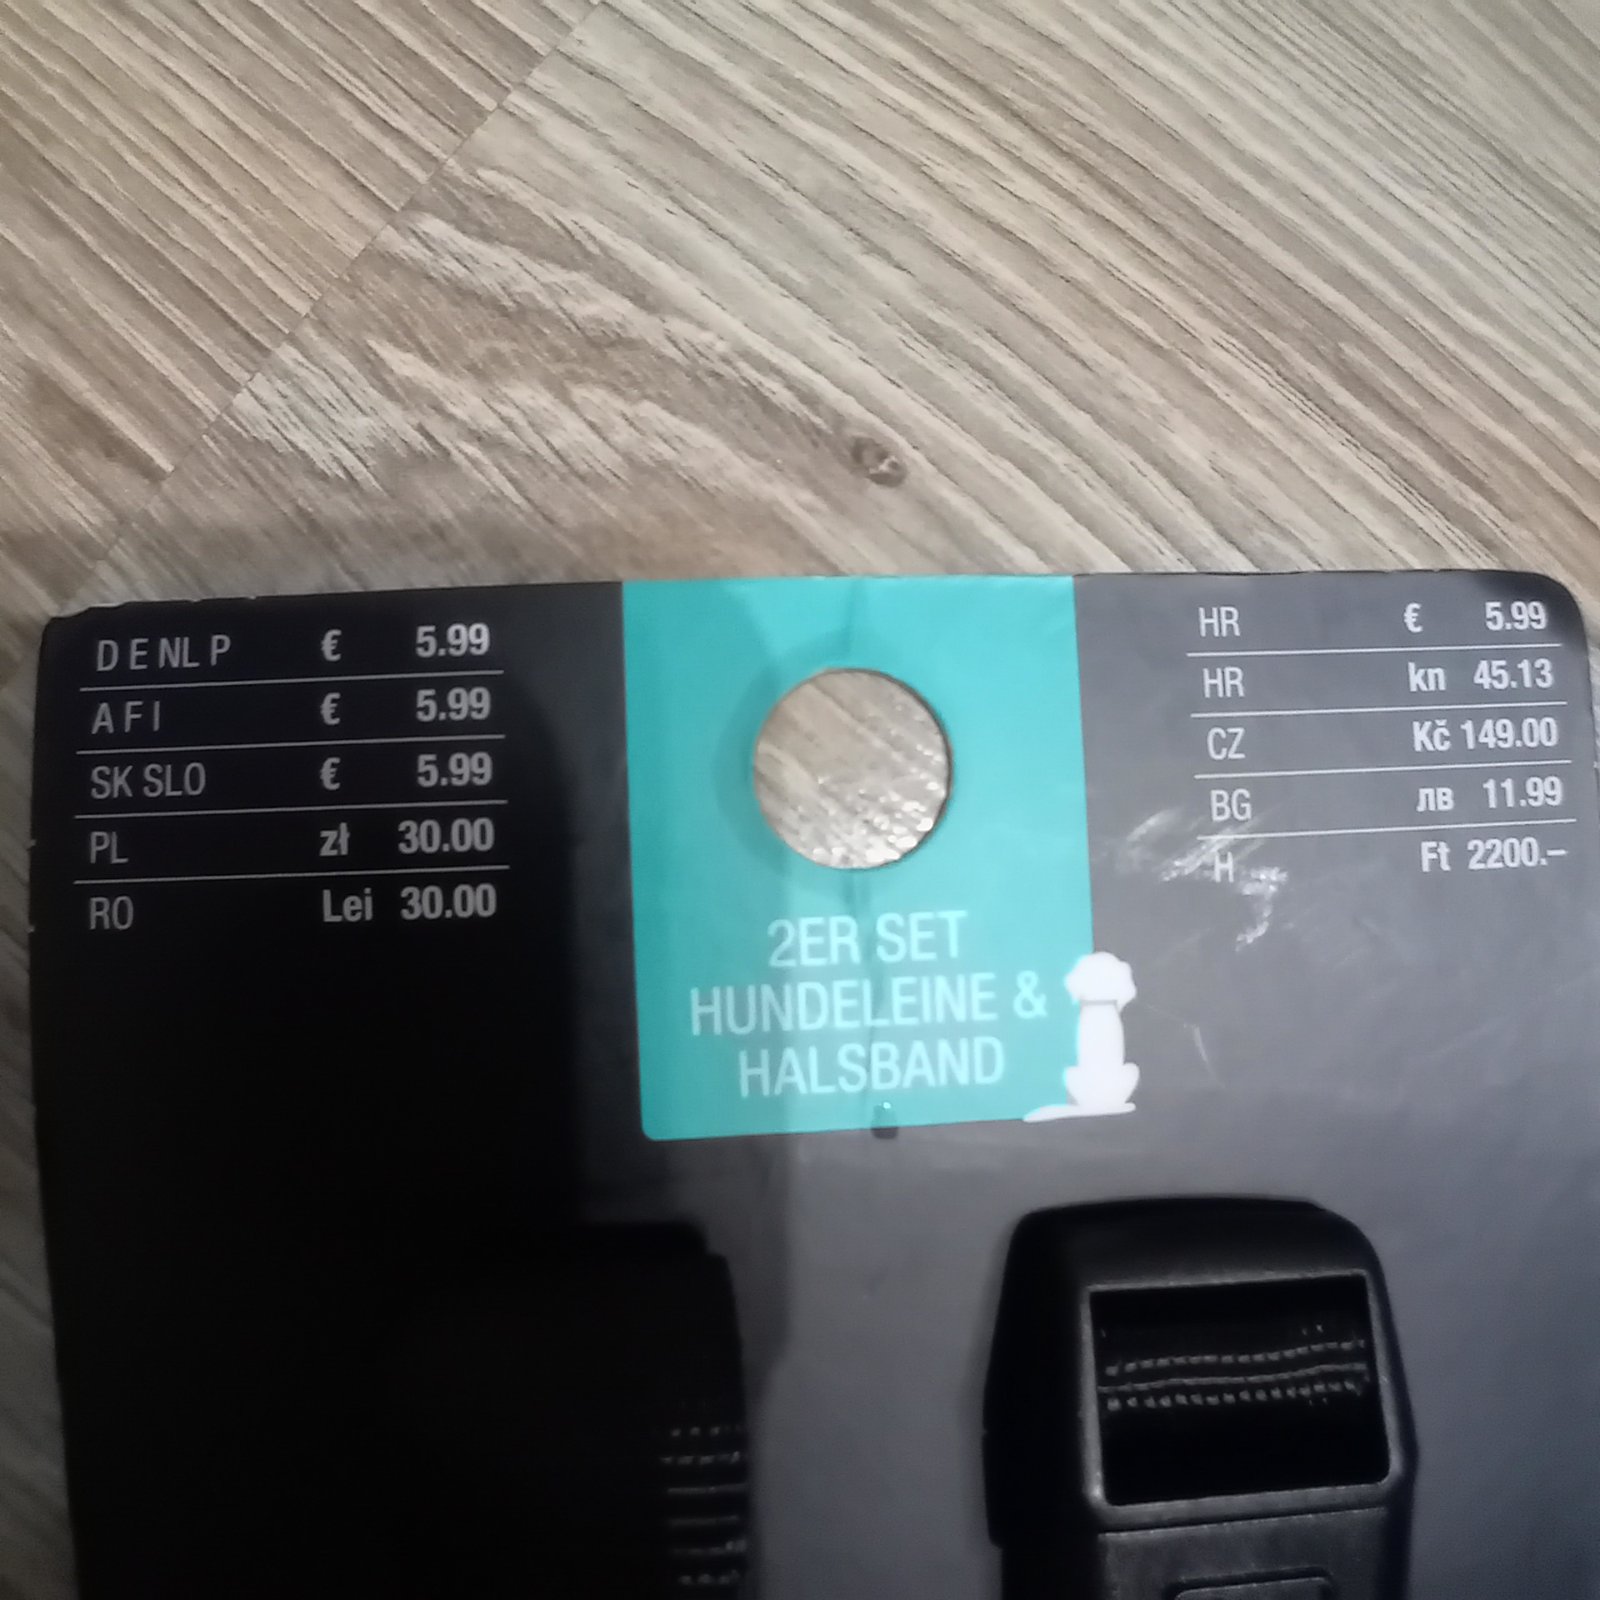 D E NL P € 5.99
A F I € 5.99
SK SLO € 5.99
PL zł 30.00
RO Lei 30.00
2ER SET
HUNDELEINE &
HALSBAND
HR € 5.99
HR kn 45.13
CZ Kč 149.00
BG лв 11.99
H Ft 2200.–